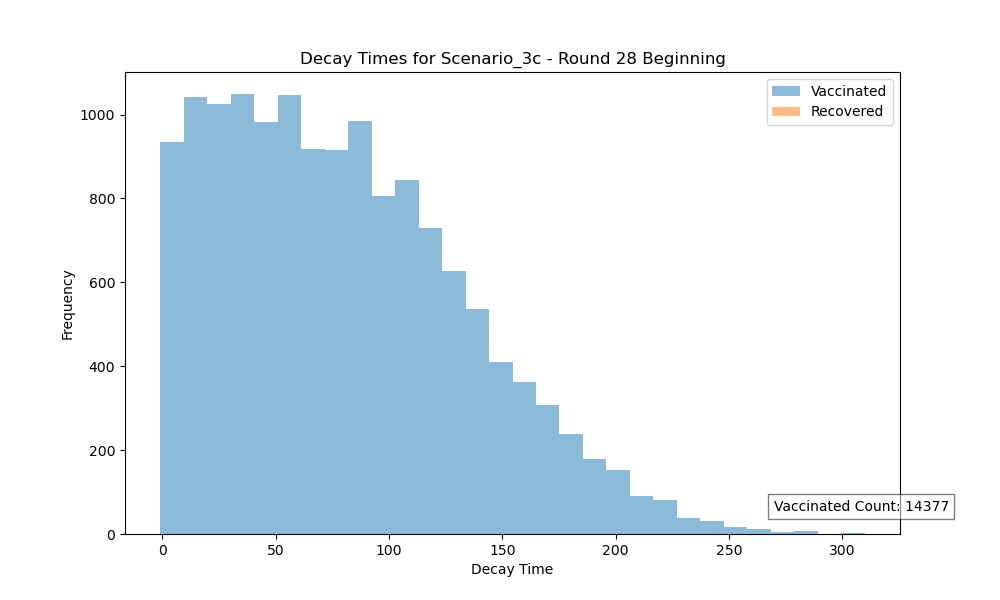 Decay Times for Scenario_3c - Round 28 Beginning
Vaccinated
Recovered
1000
800
600
400
200
0
Frequency
Vaccinated Count: 14377
0 50 100 150 200 250 300
Decay Time